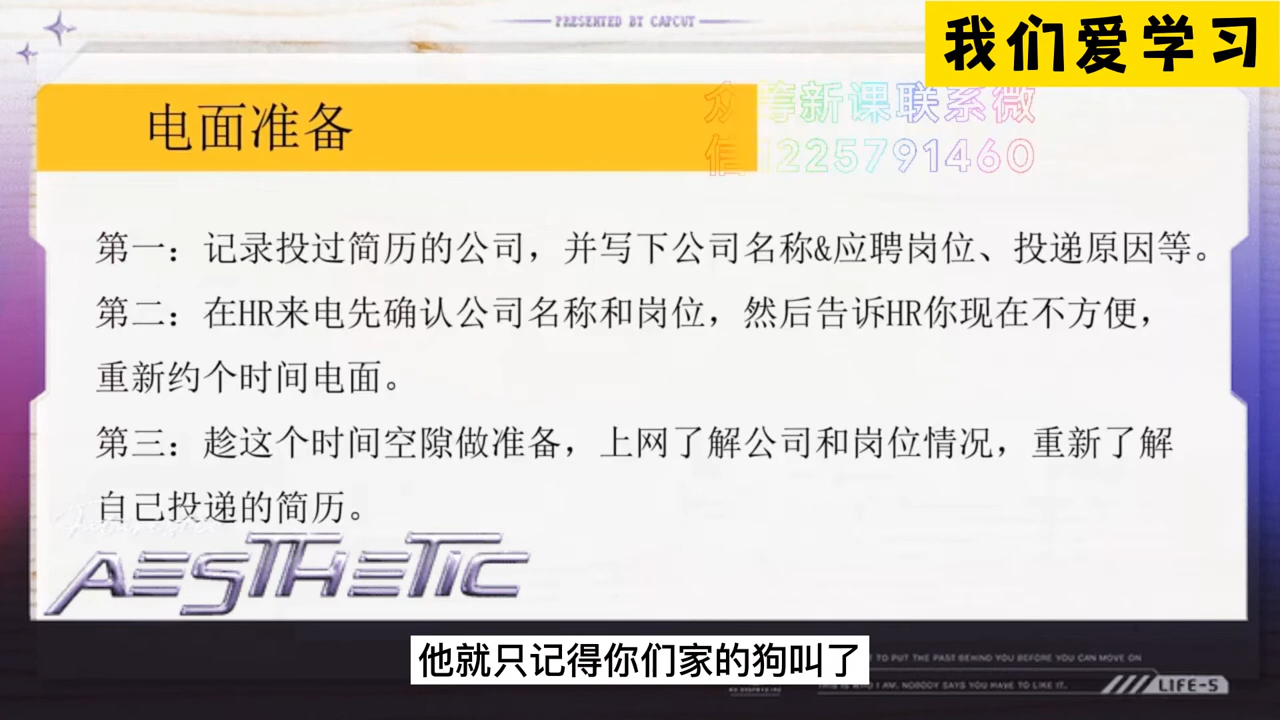 PRESENTED BY CAPCUT
我们爱学习
电面准备
众筹新课联系微
信1225791460
第一：记录投过简历的公司，并写下公司名称&应聘岗位、投递原因等。
第二：在HR来电先确认公司名称和岗位，然后告诉HR你现在不方便，
重新约个时间电面。
第三：趁这个时间空隙做准备，上网了解公司和岗位情况，重新了解
自己投递的简历。
AESTHETIC
他就只记得你们家的狗叫了
TO PUT THE PAST BEHIND YOU BEFORE YOU CAN MOVE ON
THIS IS WHO I AM. NOBODY SAYS YOU HAVE TO LIKE IT.
LIFE-S